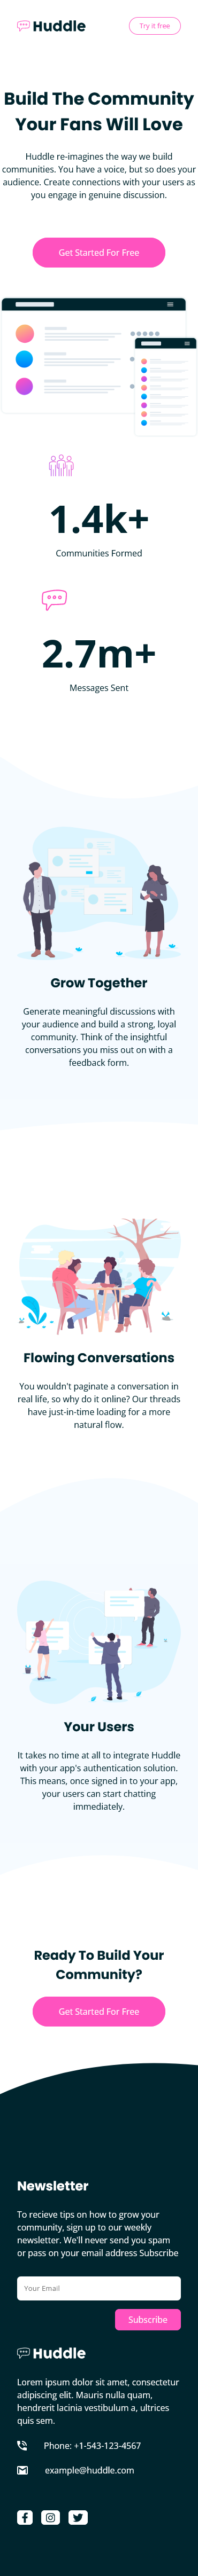 Huddle
Try it free
Build The Community
Your Fans Will Love
Huddle re-imagines the way we build
communities. You have a voice, but so does your
audience. Create connections with your users as
you engage in genuine discussion.
Get Started For Free
1.4k+
Communities Formed
2.7m+
Messages Sent
Grow Together
Generate meaningful discussions with
your audience and build a strong, loyal
community. Think of the insightful
conversations you miss out on with a
feedback form.
Flowing Conversations
You wouldn't paginate a conversation in
real life, so why do it online? Our threads
have just-in-time loading for a more
natural flow.
Your Users
It takes no time at all to integrate Huddle
with your app's authentication solution.
This means, once signed in to your app,
your users can start chatting
immediately.
Ready To Build Your
Community?
Get Started For Free
Newsletter
To recieve tips on how to grow your
community, sign up to our weekly
newsletter. We'll never send you spam
or pass on your email address Subscribe
Your Email
Subscribe
Huddle
Lorem ipsum dolor sit amet, consectetur
adipiscing elit. Mauris nulla quam,
hendrerit lacinia vestibulum a, ultrices
quis sem.
Phone: +1-543-123-4567
example@huddle.com